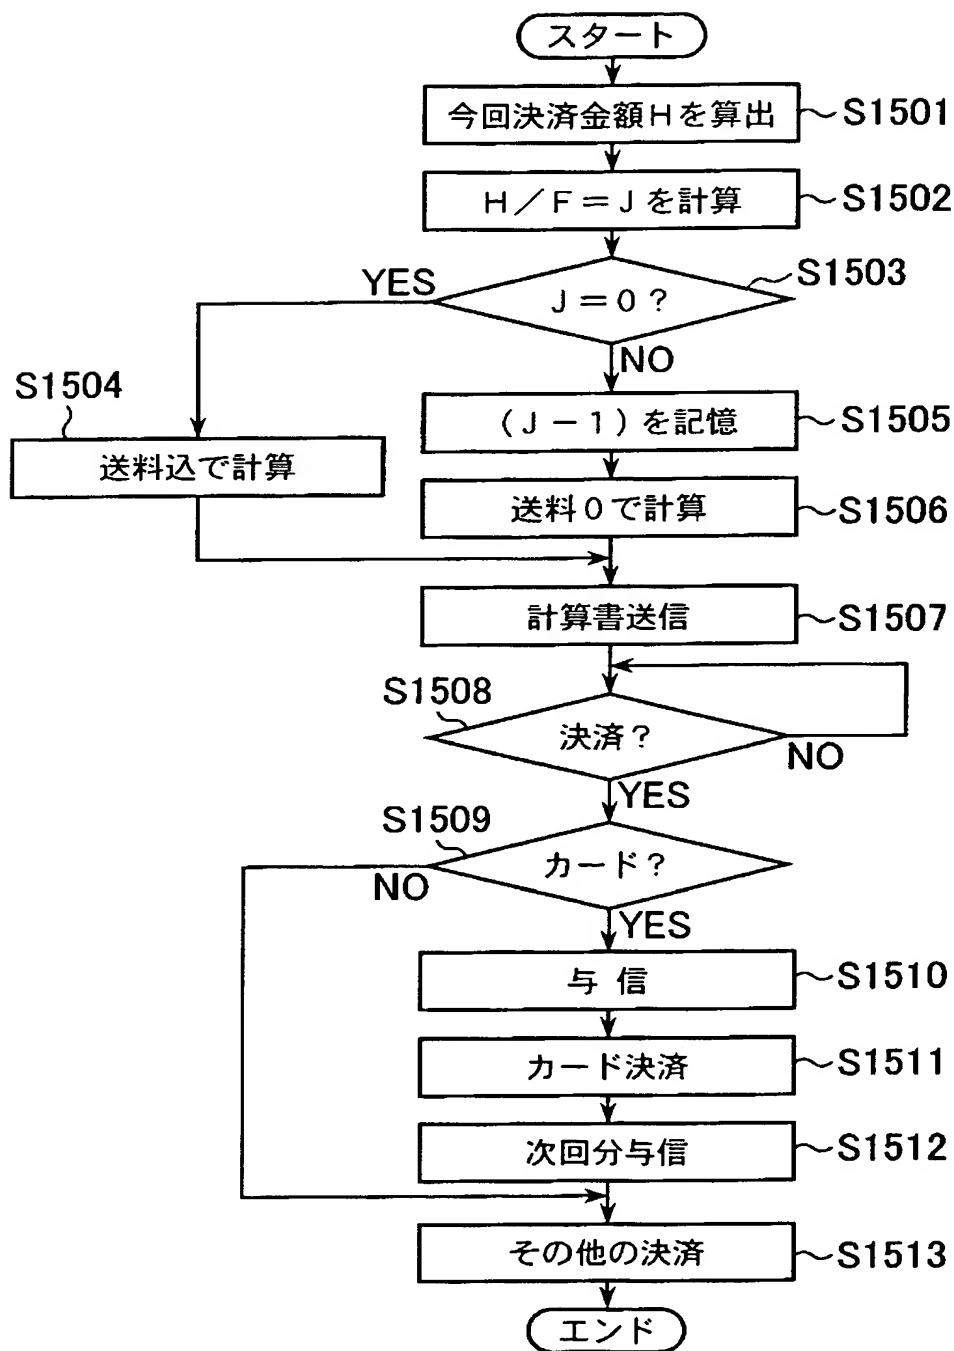 スタート
今回決済金額Hを算出
S1501
H/F=Jを計算
S1502
S1503
YES
J=0?
NO
S1504
送料込で計算
(J-1)を記憶
S1505
送料0で計算
S1506
計算書送信
S1507
S1508
決済?
NO
YES
S1509
カード?
NO
YES
与信
S1510
カード決済
S1511
次回分与信
S1512
その他の決済
S1513
エンド